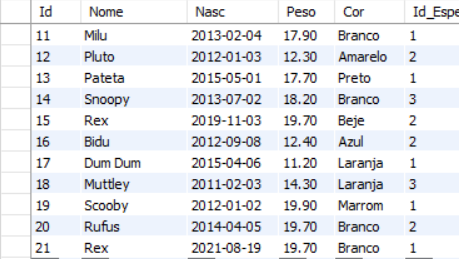 Id Nome Nasc Peso Cor Id_Espe
11 Milu 2013-02-04 17.90 Branco 1
12 Pluto 2012-01-03 12.30 Amarelo 2
13 Pateta 2015-05-01 17.70 Preto 1
14 Snoopy 2013-07-02 18.20 Branco 3
15 Rex 2019-11-03 19.70 Beje 2
16 Bidu 2012-09-08 12.40 Azul 2
17 Dum Dum 2015-04-06 11.20 Laranja 1
18 Muttley 2011-02-03 14.30 Laranja 3
19 Scooby 2012-01-02 19.90 Marrom 1
20 Rufus 2014-04-05 19.70 Branco 2
21 Rex 2021-08-19 19.70 Branco 1